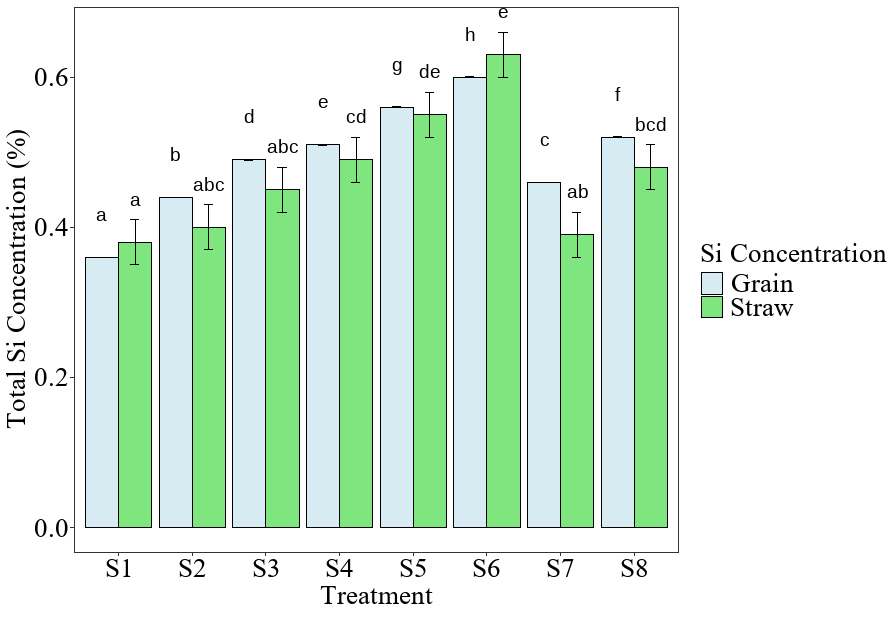 e
h
g
de
e
f
d
cd
bcd
c
b
abc
abc
ab
a
a
0.6
0.4
0.2
0.0
Total Si Concentration (%)
S1 S2 S3 S4 S5 S6 S7 S8
Treatment
Si Concentration
Grain
Straw